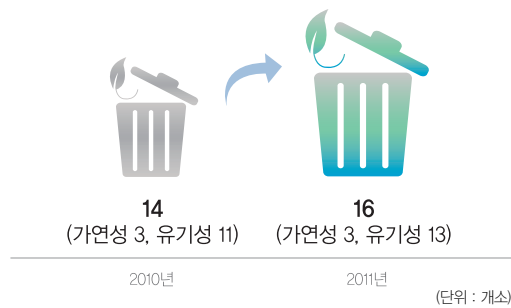 14 16
(가연성 3, 유기성 11) (가연성 3, 유기성 13)
2010년 2011년
(단위 : 개소)